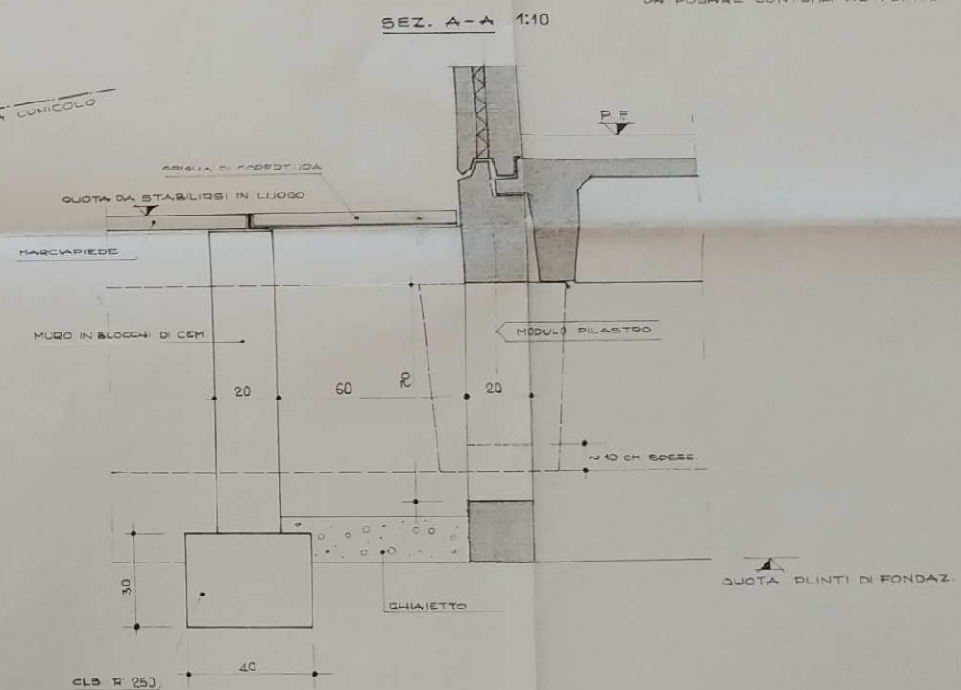 SEZ. A-A 1:10
CUNICOLO
P.F.
QUOTA DA STABILIRSI IN LUOGO
MARCIAPIEDE
MURO IN BLOCCHI DI CEM
MODULO PILASTRO
20
60
70
20
~10 CM SPESS.
30
GHIAIETTO
QUOTA PLINTI DI FONDAZ.
40
CLS R 250